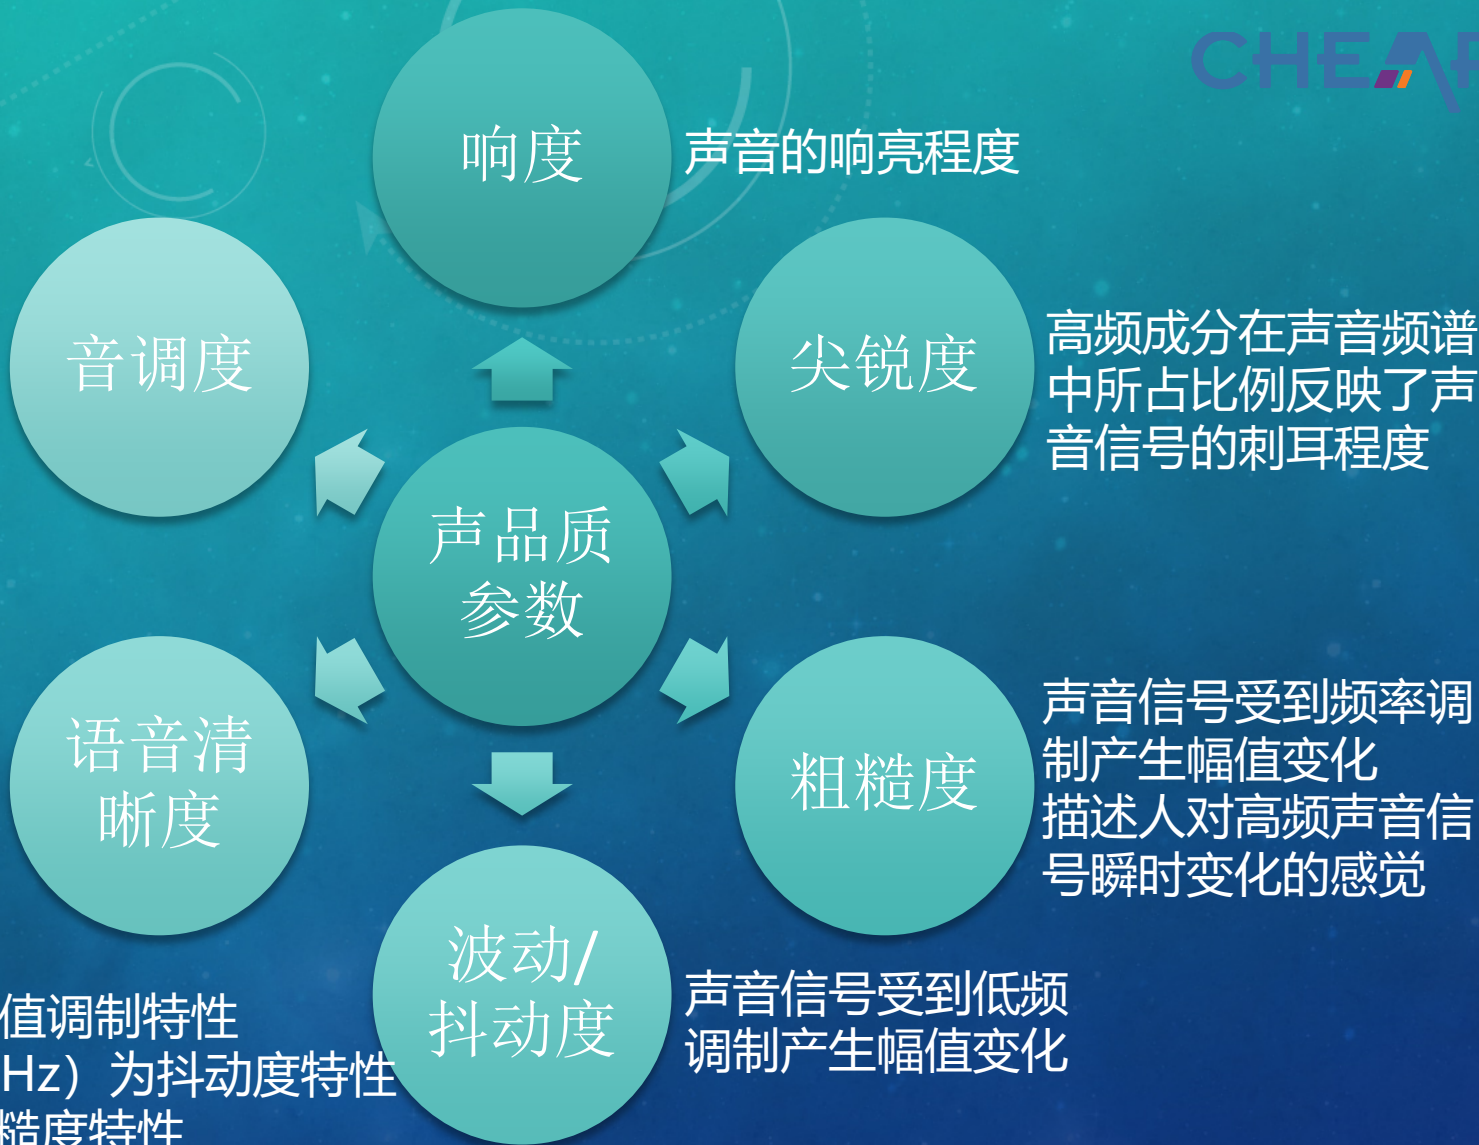 CHEAR
响度
声音的响亮程度
音调度
尖锐度
高频成分在声音频谱
中所占比例反映了声
音信号的刺耳程度
声品质
参数
语音清
晰度
粗糙度
声音信号受到频率调
制产生幅值变化
描述人对高频声音信
号瞬时变化的感觉
波动/
抖动度
声音信号受到低频
调制产生幅值变化
值调制特性
Hz）为抖动度特性
糙度特性